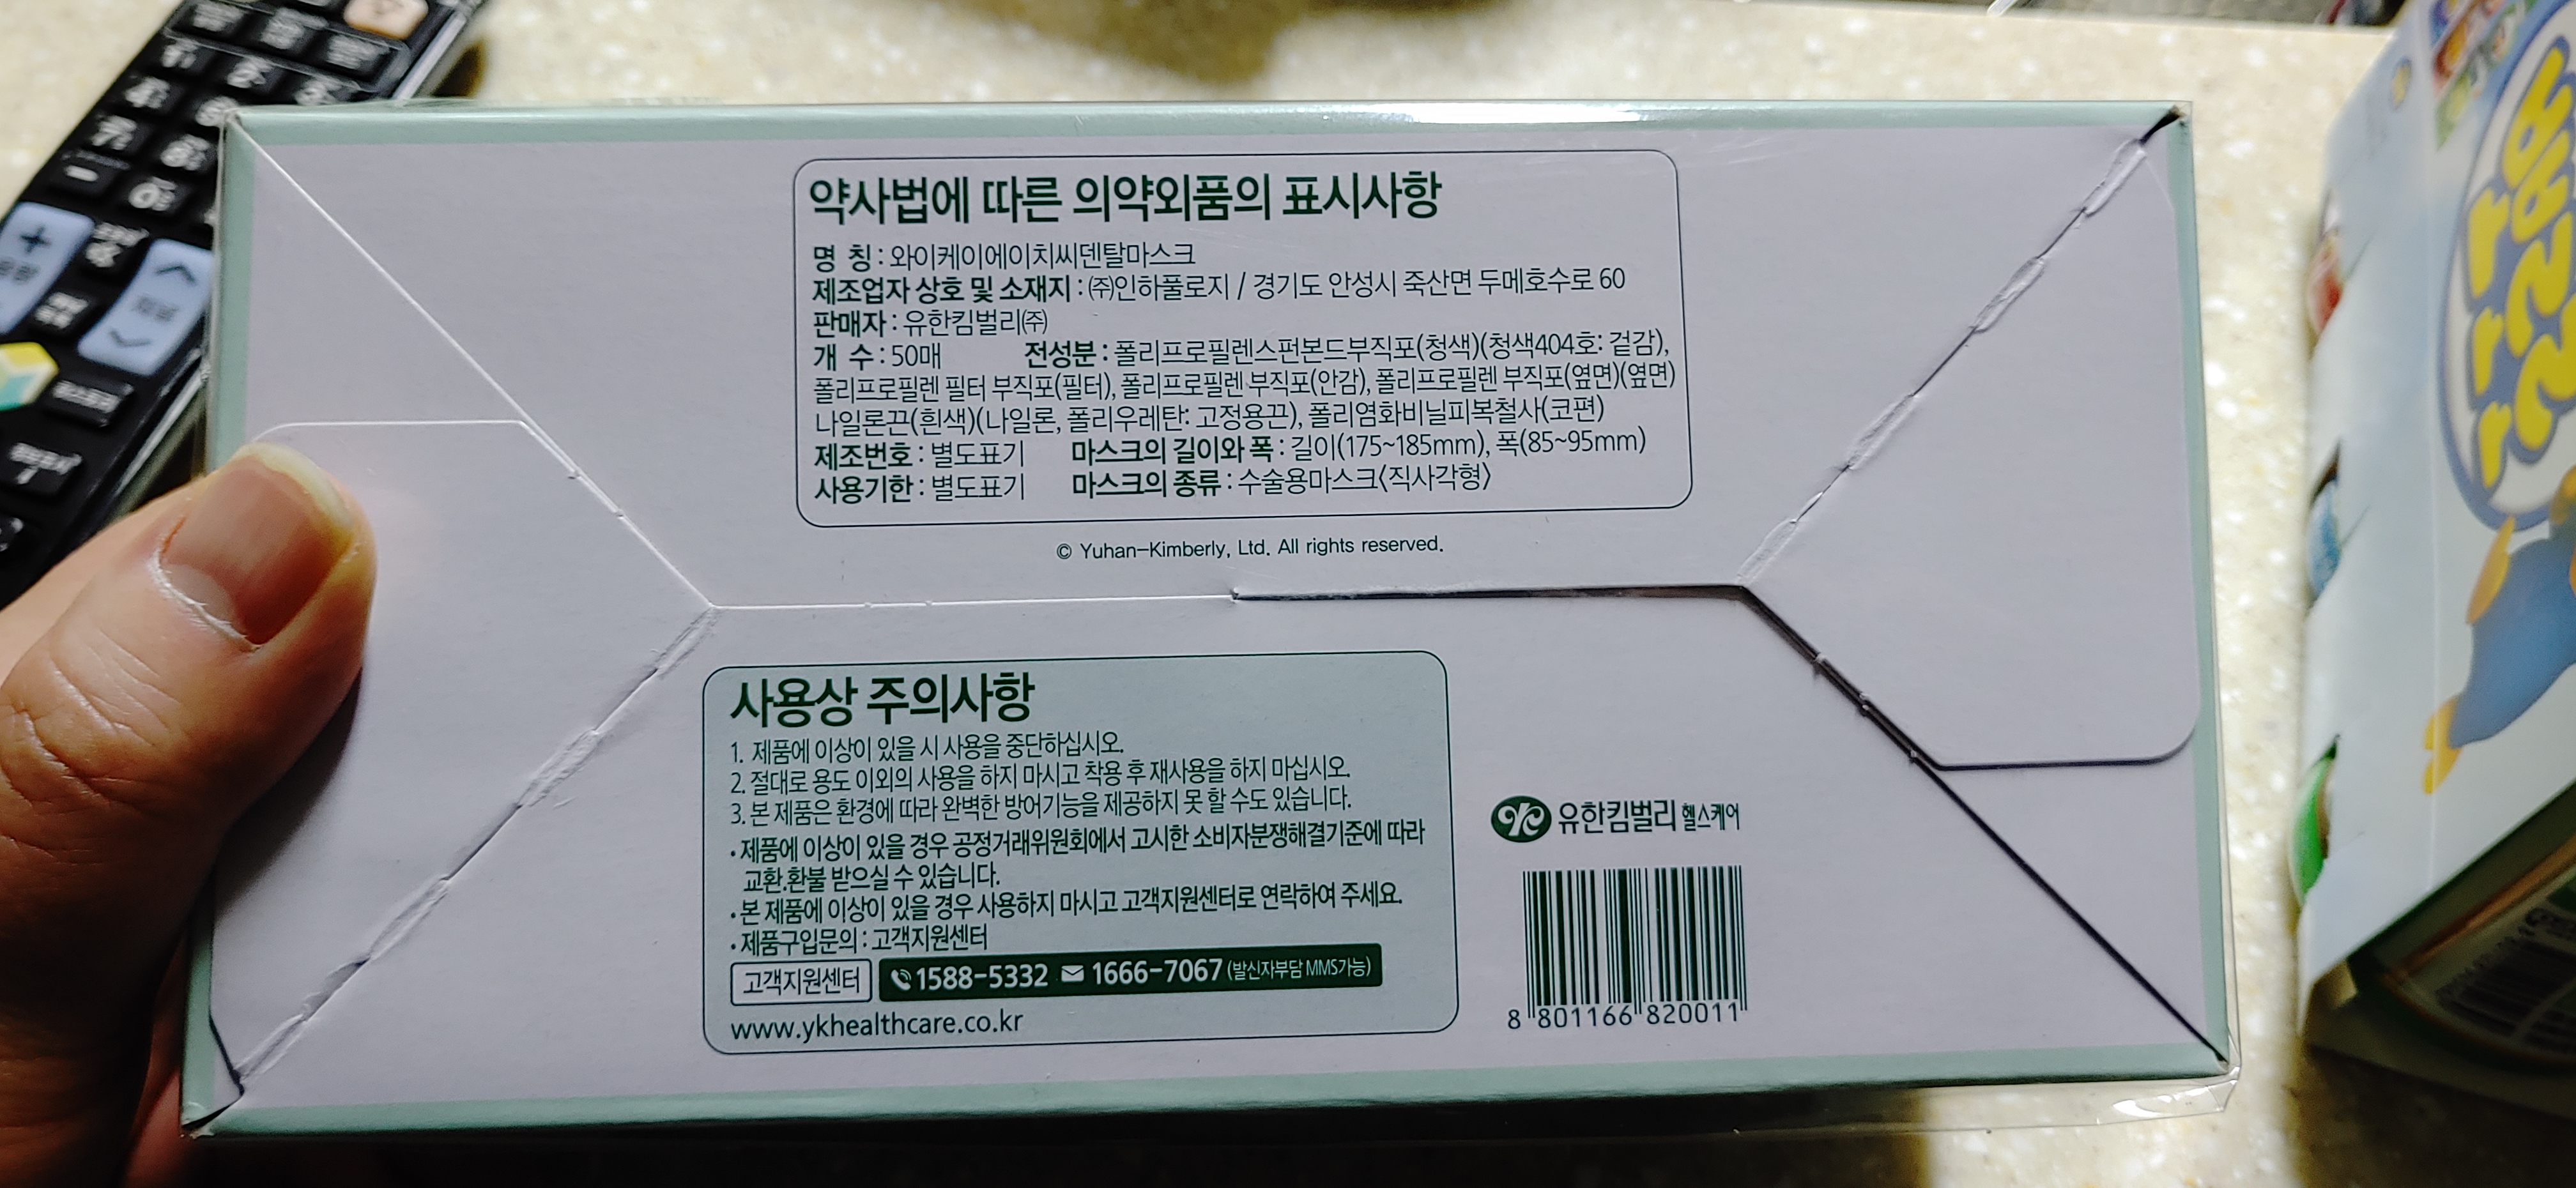 약사법에 따른 의약외품의 표시사항
명 칭 : 와이케이에이치씨덴탈마스크
제조업자 상호 및 소재지 : ㈜인하풀로지 / 경기도 안성시 죽산면 두메호수로 60
판매자 : 유한킴벌리㈜
개 수 : 50매 전성분 : 폴리프로필렌스펀본드부직포(청색)(청색404호: 겉감),
폴리프로필렌 필터 부직포(필터), 폴리프로필렌부직포(안감), 폴리프로필렌 부직포(옆면)(옆면)
나일론끈(흰색)(나일론, 폴리우레탄: 고정용끈), 폴리염화비닐피복철사(코편)
제조번호 : 별도표기 마스크의 길이와 폭 : 길이(175~185mm), 폭(85~95mm)
사용기한 : 별도표기 마스크의 종류 : 수술용마스크〈직사각형〉
© Yuhan-Kimberly, Ltd. All rights reserved.
사용상 주의사항
1. 제품에 이상이 있을 시 사용을 중단하십시오.
2. 절대로 용도 이외의 사용을 하지 마시고 착용 후 재사용을 하지 마십시오.
3. 본 제품은 환경에 따라 완벽한 방어기능을 제공하지 못 할 수도 있습니다.
• 제품에 이상이 있을 경우 공정거래위원회에서 고시한 소비자분쟁해결기준에 따라
교환.환불 받으실 수 있습니다.
• 본 제품에 이상이 있을 경우 사용하지 마시고 고객지원센터로 연락하여 주세요.
• 제품구입문의 : 고객지원센터
고객지원센터 1588-5332 1666-7067 (발신자부담 MMS가능)
www.ykhealthcare.co.kr
유한킴벌리 헬스케어
8 801166 820011